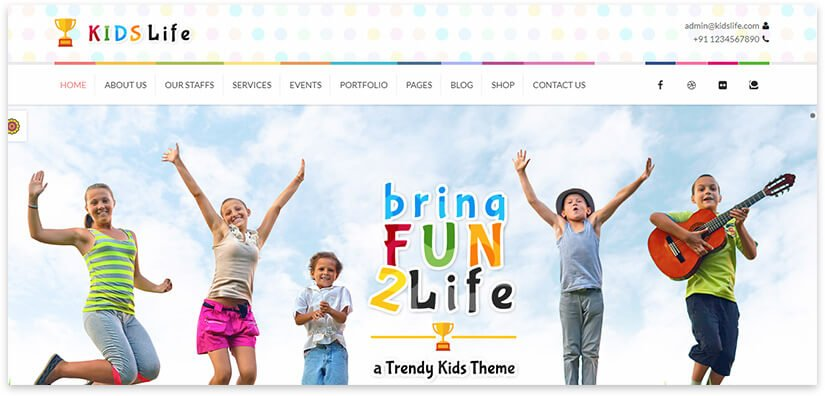 KIDS Life
admin@kidslife.com
+91 1234567890
HOME ABOUT US OUR STAFFS SERVICES EVENTS PORTFOLIO PAGES BLOG SHOP CONTACT US
bring
FUN
2Life
a Trendy Kids Theme